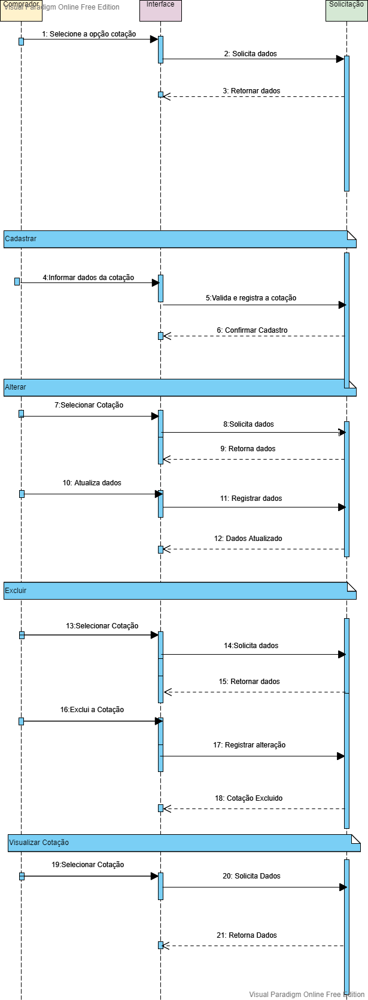 Comprador
Visual Paradigm Online Free Edition
Interface
Solicitação
1: Selecione a opção cotação
2: Solicita dados
3: Retornar dados
Cadastrar
4:Informar dados da cotação
5:Valida e registra a cotação
6: Confirmar Cadastro
Alterar
7:Selecionar Cotação
8:Solicita dados
9: Retorna dados
10: Atualiza dados
11: Registrar dados
12: Dados Atualizado
Excluir
13:Selecionar Cotação
14:Solicita dados
15: Retornar dados
16:Exclui a Cotação
17: Registrar alteração
18: Cotação Excluido
Visualizar Cotação
19:Selecionar Cotação
20: Solicita Dados
21: Retorna Dados
Visual Paradigm Online Free Edition